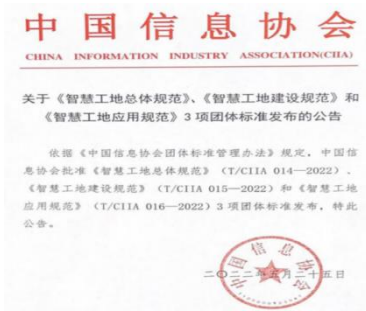 中国信息协会
CHINA INFORMATION INDUSTRY ASSOCIATION(CIIA)
关于《智慧工地总体规范》、《智慧工地建设规范》和
《智慧工地应用规范》3 项团体标准发布的公告
依据《中国信息协会团体标准管理办法》规定，中国信
息协会批准《智慧工地总体规范》（T/CIIA 014—2022）、
《智慧工地建设规范》（T/CIIA 015—2022）和《智慧工地
应用规范》（T/CIIA 016—2022）3 项团体标准发布，特此
公告。
中国信息协会
二〇二二年五月二十五日